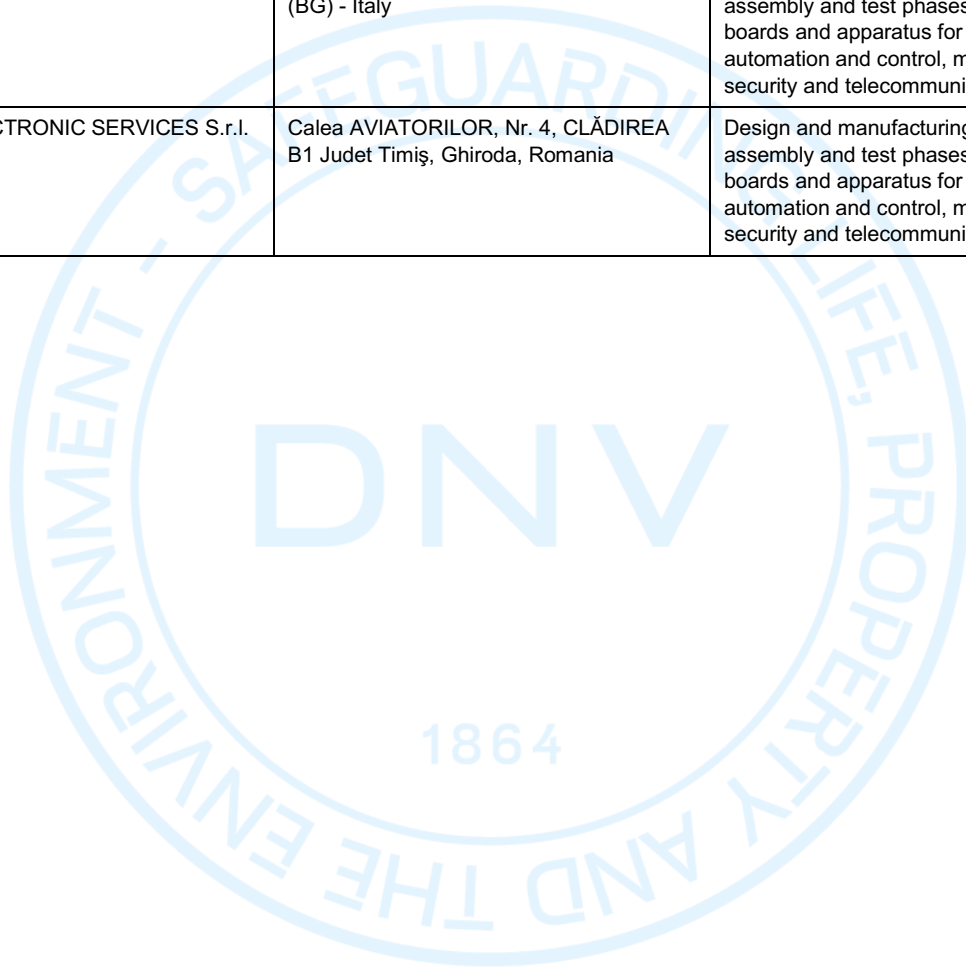 (BG) - Italy
assembly and test phases
boards and apparatus for
automation and control, m
security and telecommuni
CTRONIC SERVICES S.r.l.
Calea AVIATORILOR, Nr. 4, CLĂDIREA
B1 Judet Timiş, Ghiroda, Romania
Design and manufacturing
assembly and test phases
boards and apparatus for
automation and control, m
security and telecommuni
SAFEGUARDING LIFE, PROPERTY AND THE ENVIRONMENT -
DNV
1864